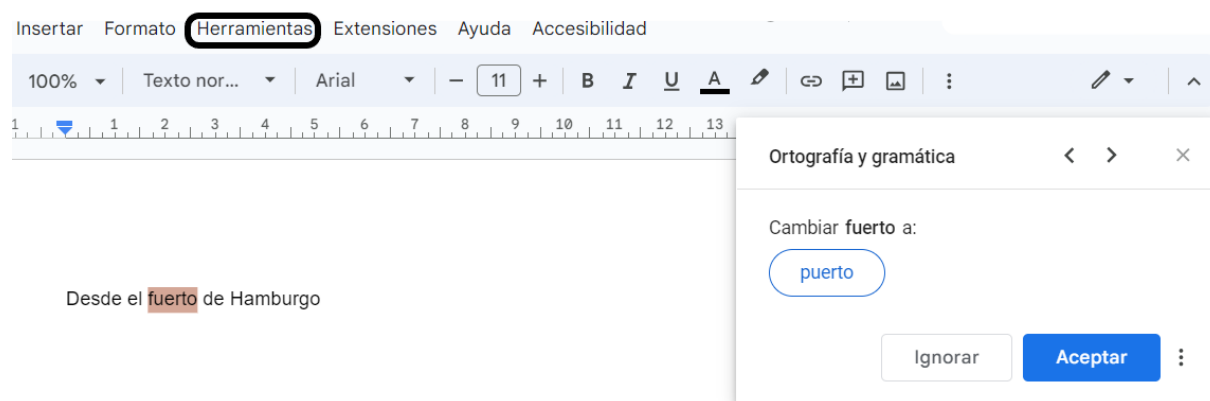 Insertar Formato Herramientas Extensiones Ayuda Accesibilidad
100% Texto nor... Arial – 11 + B I U A
1 1 2 3 4 5 6 7 8 9 10 11 12 13
Ortografía y gramática
Cambiar fuerto a:
puerto
Desde el fuerto de Hamburgo
Ignorar Aceptar